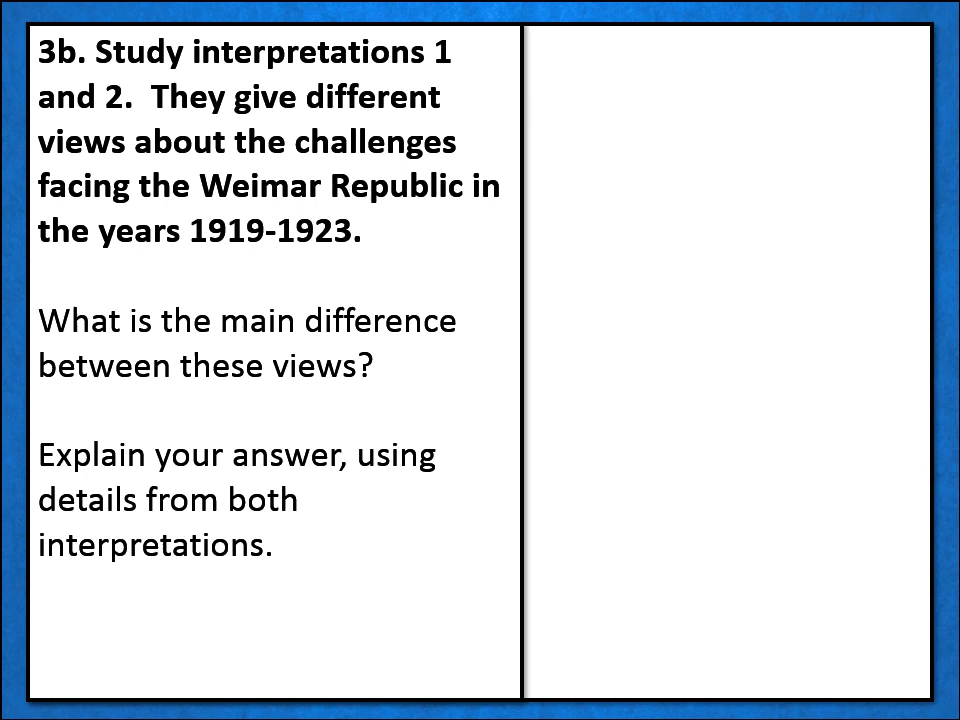 3b. Study interpretations 1
and 2.  They give different
views about the challenges
facing the Weimar Republic in
the years 1919-1923.
What is the main difference
between these views?
Explain your answer, using
details from both
interpretations.